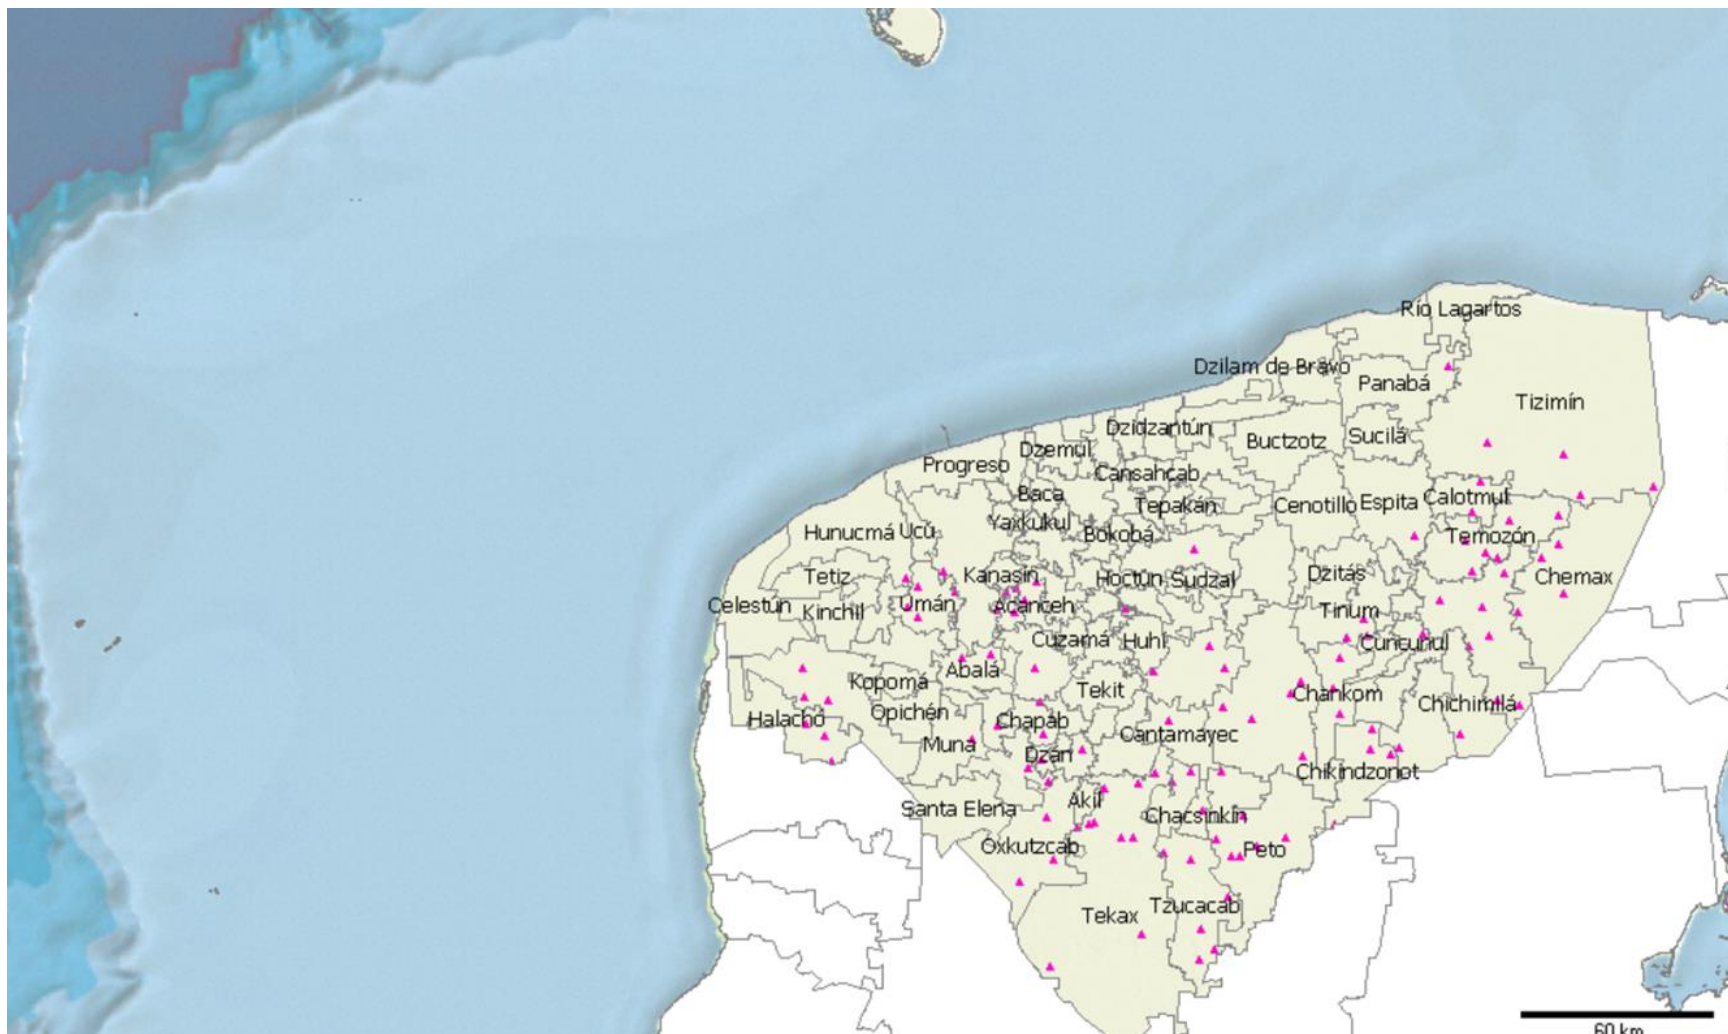 Río Lagartos
Dzilam de Bravo
Panabá
Tizimín
Dzidzantún
Buctzotz
Sucilá
Dzemul
Progreso
Cansahcab
Baca
Tepakán
Cenotillo
Espita
Calotmul
Yaxkukul
Hunucmá
Ucú
Bokobá
Temozón
Tetiz
Kanasín
Hoctún
Sudzal
Dzitás
Chemax
Celestún
Kinchil
Umán
Acanceh
Tinum
Cuzamá
Huhí
Cuncunul
Abalá
Kopomá
Tekit
Chankom
Halachó
Opichén
Chapab
Chichimilá
Muna
Cantamayec
Dzan
Chikindzonot
Santa Elena
Akil
Chacsinkín
Oxkutzcab
Peto
Tekax
Tzucacab
60 km